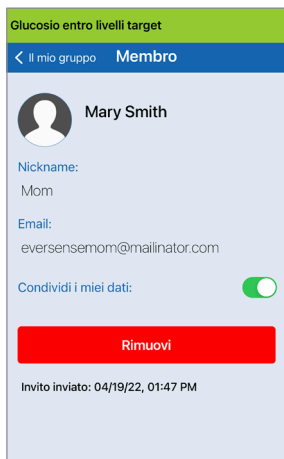 Glucosio entro livelli target
Il mio gruppo Membro
Mary Smith
Nickname:
Mom
Email:
eversensemom@mailinator.com
Condividi i miei dati:
Rimuovi
Invito inviato: 04/19/22, 01:47 PM